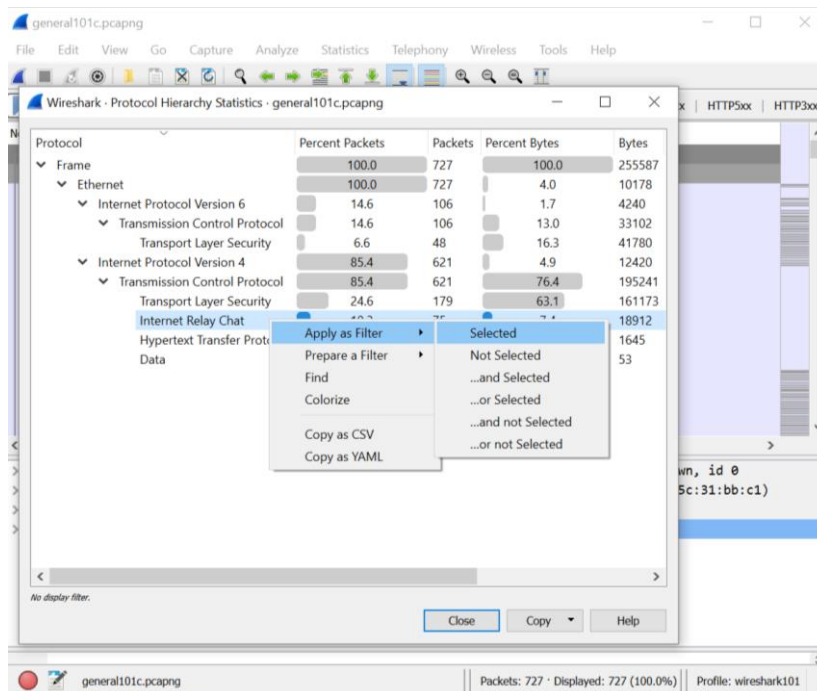 general101c.pcapng
File Edit View Go Capture Analyze Statistics Telephony Wireless Tools Help
Wireshark · Protocol Hierarchy Statistics · general101c.pcapng
HTTP5xx | HTTP3xx
Protocol Percent Packets Packets Percent Bytes Bytes
Frame 100.0 727 100.0 255587
Ethernet 100.0 727 4.0 10178
Internet Protocol Version 6 14.6 106 1.7 4240
Transmission Control Protocol 14.6 106 13.0 33102
Transport Layer Security 6.6 48 16.3 41780
Internet Protocol Version 4 85.4 621 4.9 12420
Transmission Control Protocol 85.4 621 76.4 195241
Transport Layer Security 24.6 179 63.1 161173
Internet Relay Chat 18912
Hypertext Transfer 1645
Data 53
Apply as Filter
Prepare a Filter
Find
Colorize
Copy as CSV
Copy as YAML
Selected
Not Selected
...and Selected
...or Selected
...and not Selected
...or not Selected
wn, id 0
5c:31:bb:c1)
No display filter.
Close Copy Help
general101c.pcapng Packets: 727 · Displayed: 727 (100.0%) Profile: wireshark101